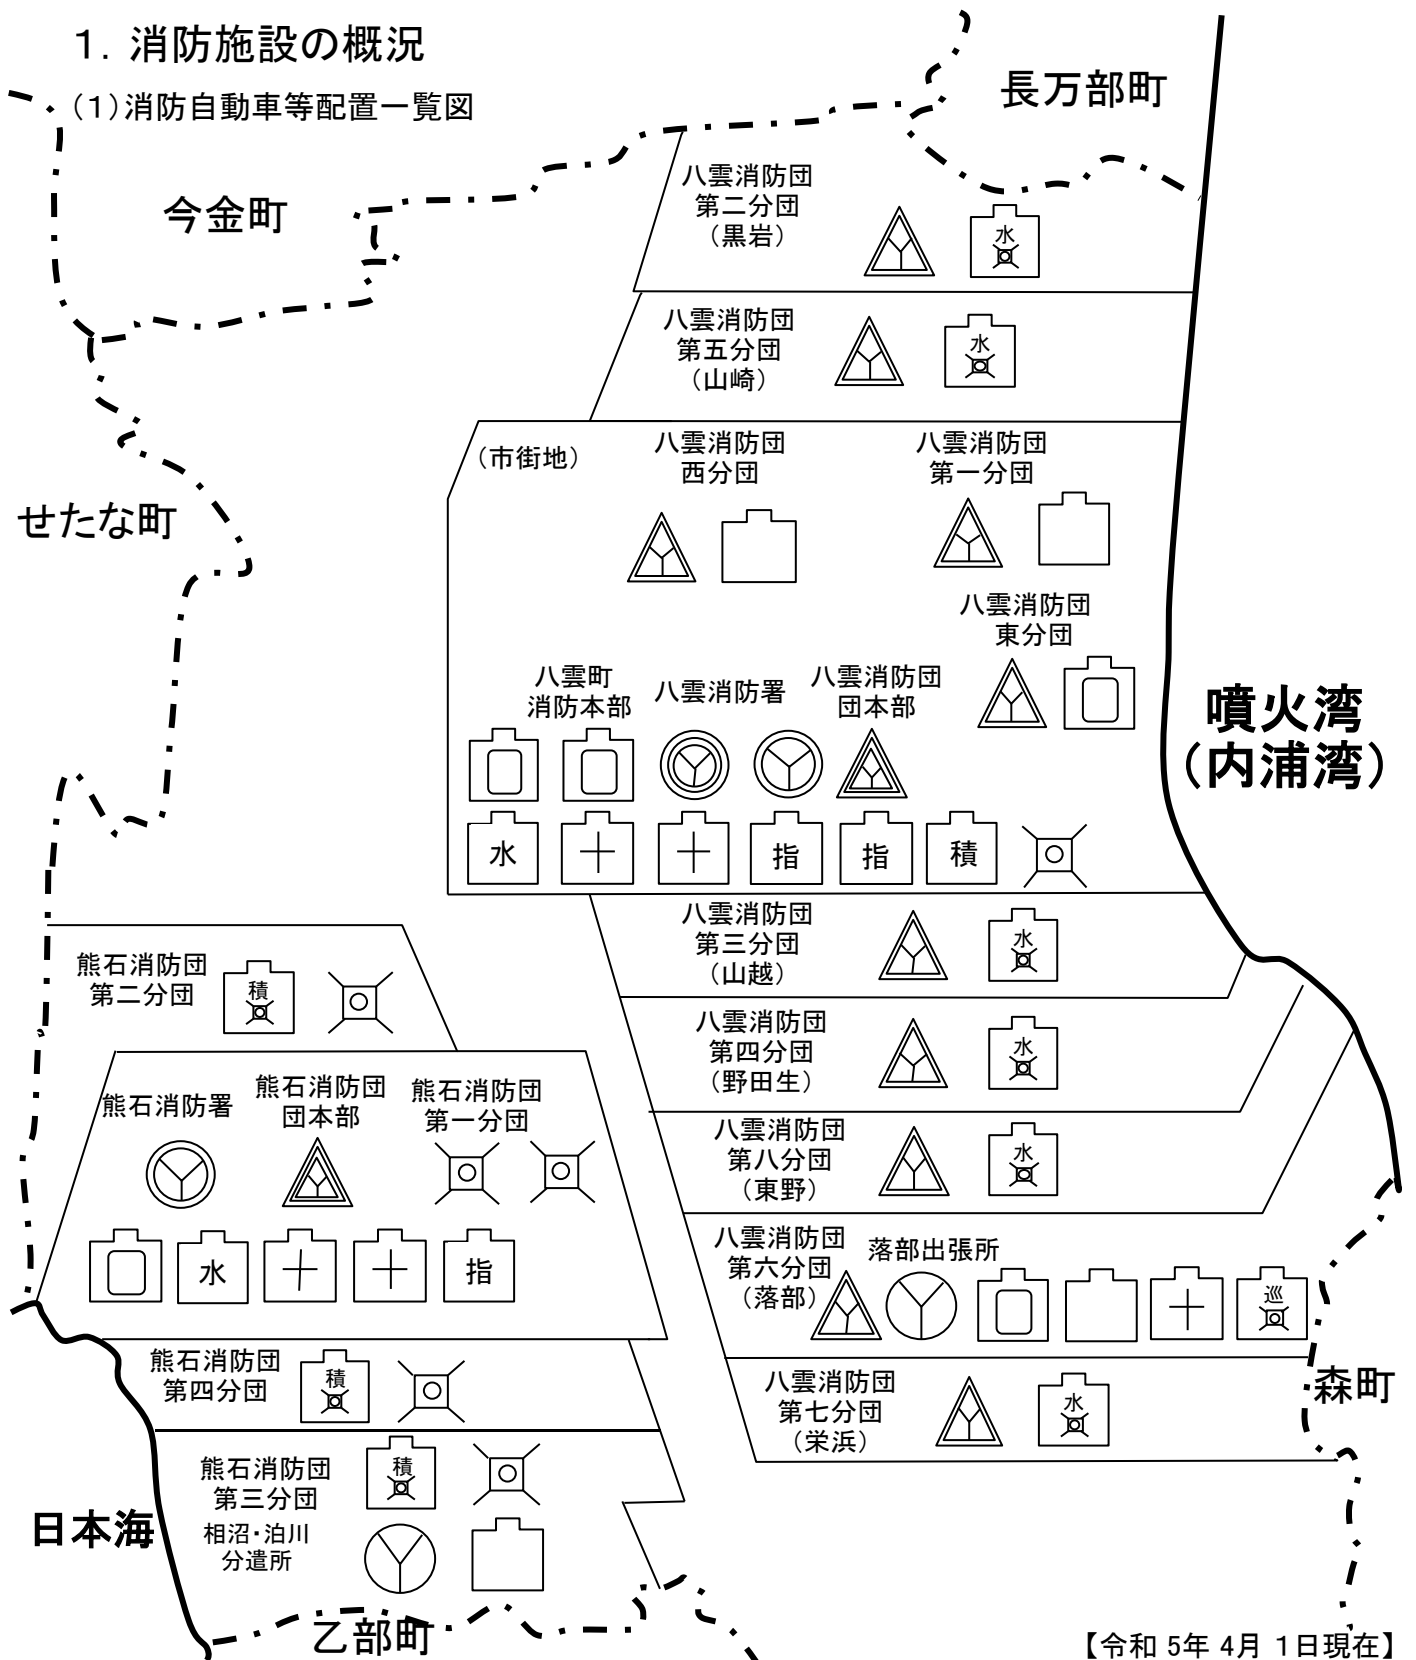 1. 消防施設の概況
(1)消防自動車等配置一覧図
長万部町
今金町
八雲消防団
第二分団
(黒岩)
水
八雲消防団
第五分団
(山崎)
水
せたな町
(市街地)
八雲消防団
西分団
八雲消防団
第一分団
八雲消防団
東分団
八雲町
消防本部
八雲消防署
八雲消防団
団本部
噴火湾
(内浦湾)
水
指
指
積
八雲消防団
第三分団
(山越)
水
熊石消防団
第二分団
積
八雲消防団
第四分団
(野田生)
水
熊石消防署
熊石消防団
団本部
熊石消防団
第一分団
八雲消防団
第八分団
(東野)
水
水
指
八雲消防団
第六分団
(落部)
落部出張所
巡
熊石消防団
第四分団
積
八雲消防団
第七分団
(栄浜)
水
森町
熊石消防団
第三分団
積
相沼・泊川
分遣所
日本海
乙部町
【令和 5年 4月 1日現在】